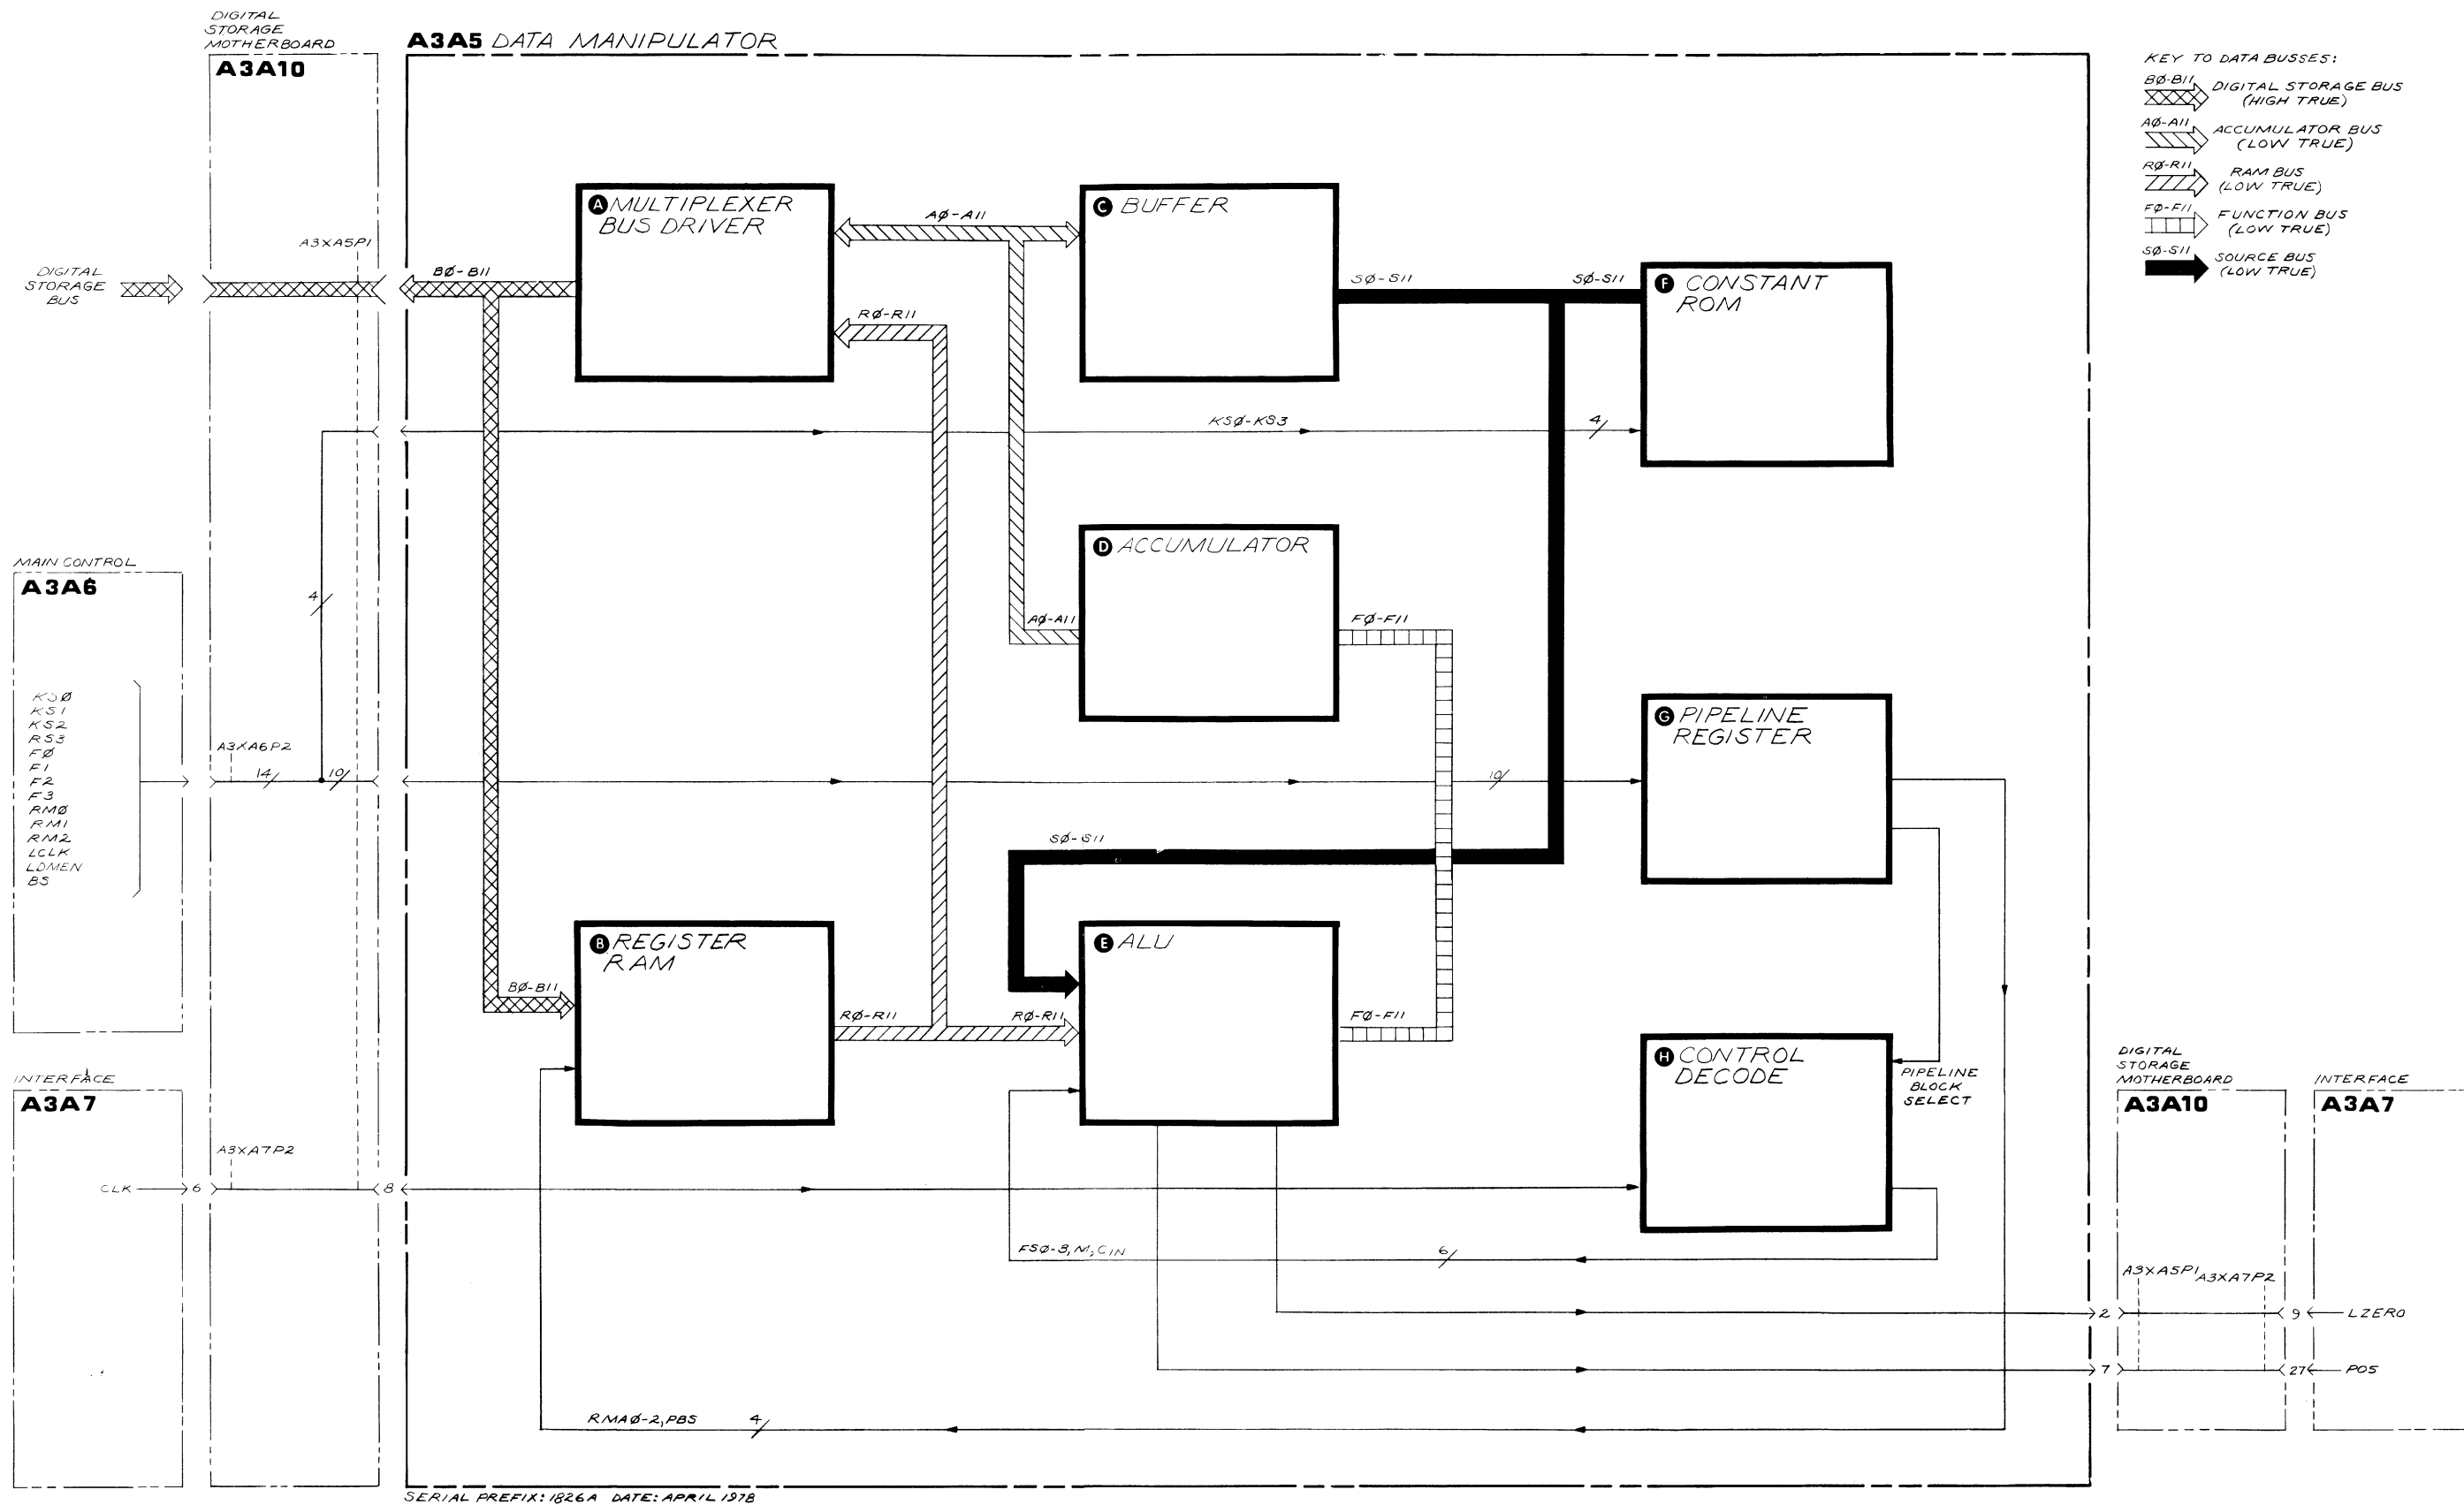 DIGITAL
STORAGE
MOTHERBOARD
A3A10
A3A5 DATA MANIPULATOR
KEY TO DATA BUSSES:
BØ-B11
DIGITAL STORAGE BUS
(HIGH TRUE)
AØ-A11
ACCUMULATOR BUS
(LOW TRUE)
RØ-R11
RAM BUS
(LOW TRUE)
FØ-F11
FUNCTION BUS
(LOW TRUE)
SØ-S11
SOURCE BUS
(LOW TRUE)
A MULTIPLEXER
BUS DRIVER
AØ-A11
C BUFFER
A3XA5P1
DIGITAL
STORAGE
BUS
BØ-B11
RØ-R11
SØ-S11
SØ-S11
F CONSTANT
ROM
KSØ-KS3
4
D ACCUMULATOR
AØ-A11
FØ-F11
MAIN CONTROL
A3A6
4
KSØ
KS1
KS2
RS3
FØ
F1
F2
F3
RMØ
RM1
RM2
LCLK
LDMEN
BS
A3XA6P2
14
10
10
G PIPELINE
REGISTER
SØ-S11
B REGISTER
RAM
E ALU
BØ-B11
RØ-R11
RØ-R11
FØ-F11
H CONTROL
DECODE
PIPELINE
BLOCK
SELECT
INTERFACE
A3A7
A3XA7P2
CLK
6
8
FSØ-3, M, CIN
6
RMAØ-2, PBS
4
DIGITAL
STORAGE
MOTHERBOARD
A3A10
INTERFACE
A3A7
A3XA5P1
A3XA7P2
2
9
LZERO
7
27
POS
SERIAL PREFIX: 1826A DATE: APRIL 1978